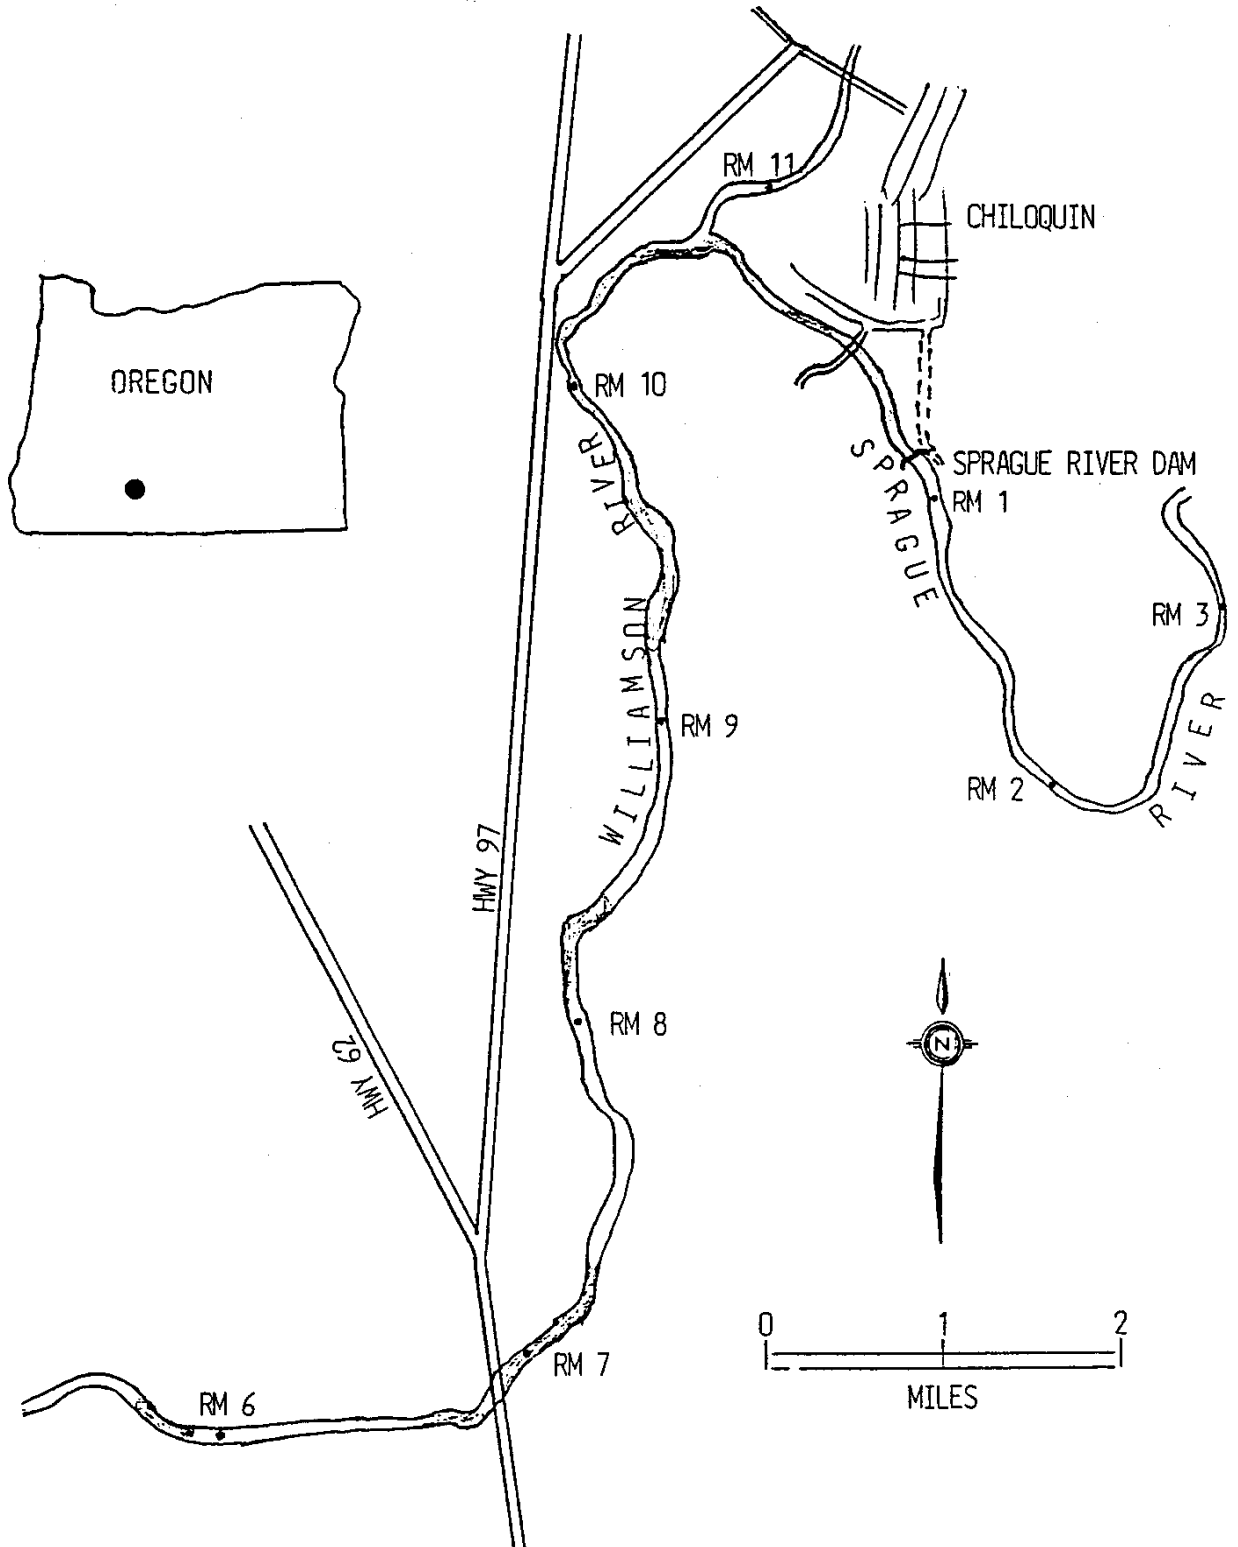 RM 11
CHILOQUIN
OREGON
RM 10
SPRAGUE RIVER DAM
RM 1
SPRAGUE RIVER
WILLIAMSON RIVER
RM 3
RM 9
RM 2
HWY 97
RM 8
HWY 62
N
0 1 2
MILES
RM 7
RM 6